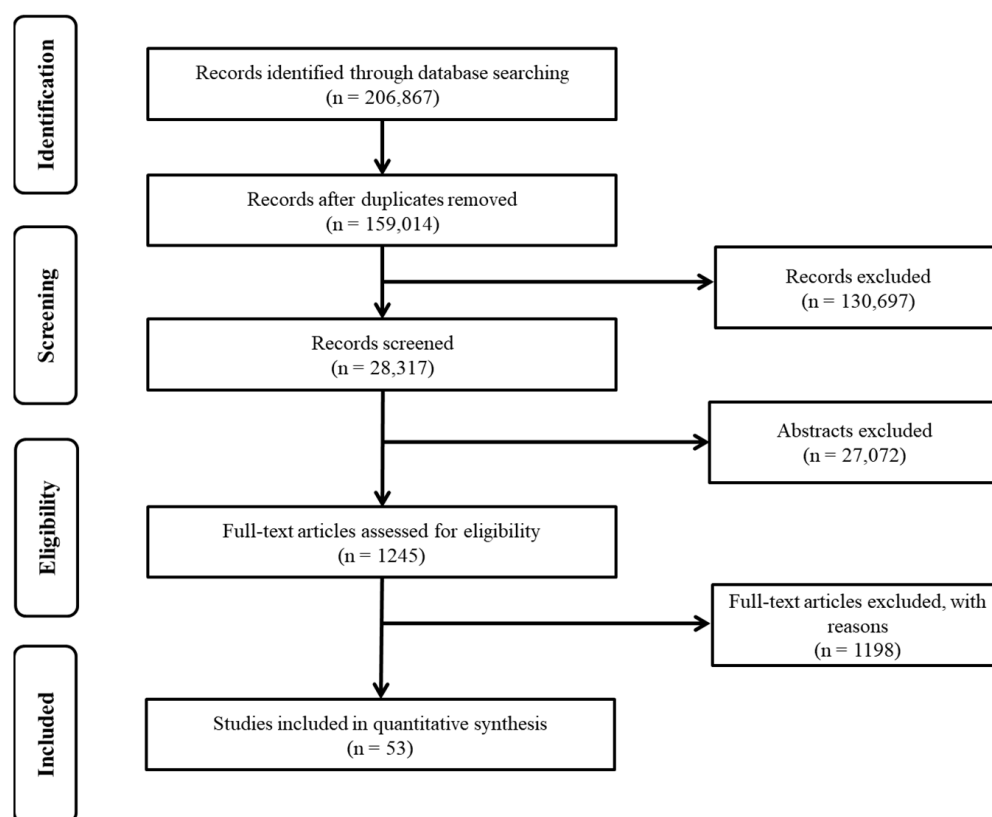 Identification
Records identified through database searching
(n = 206,867)
Records after duplicates removed
(n = 159,014)
Screening
Records excluded
(n = 130,697)
Records screened
(n = 28,317)
Abstracts excluded
(n = 27,072)
Eligibility
Full-text articles assessed for eligibility
(n = 1245)
Full-text articles excluded, with
reasons
(n = 1198)
Included
Studies included in quantitative synthesis
(n = 53)